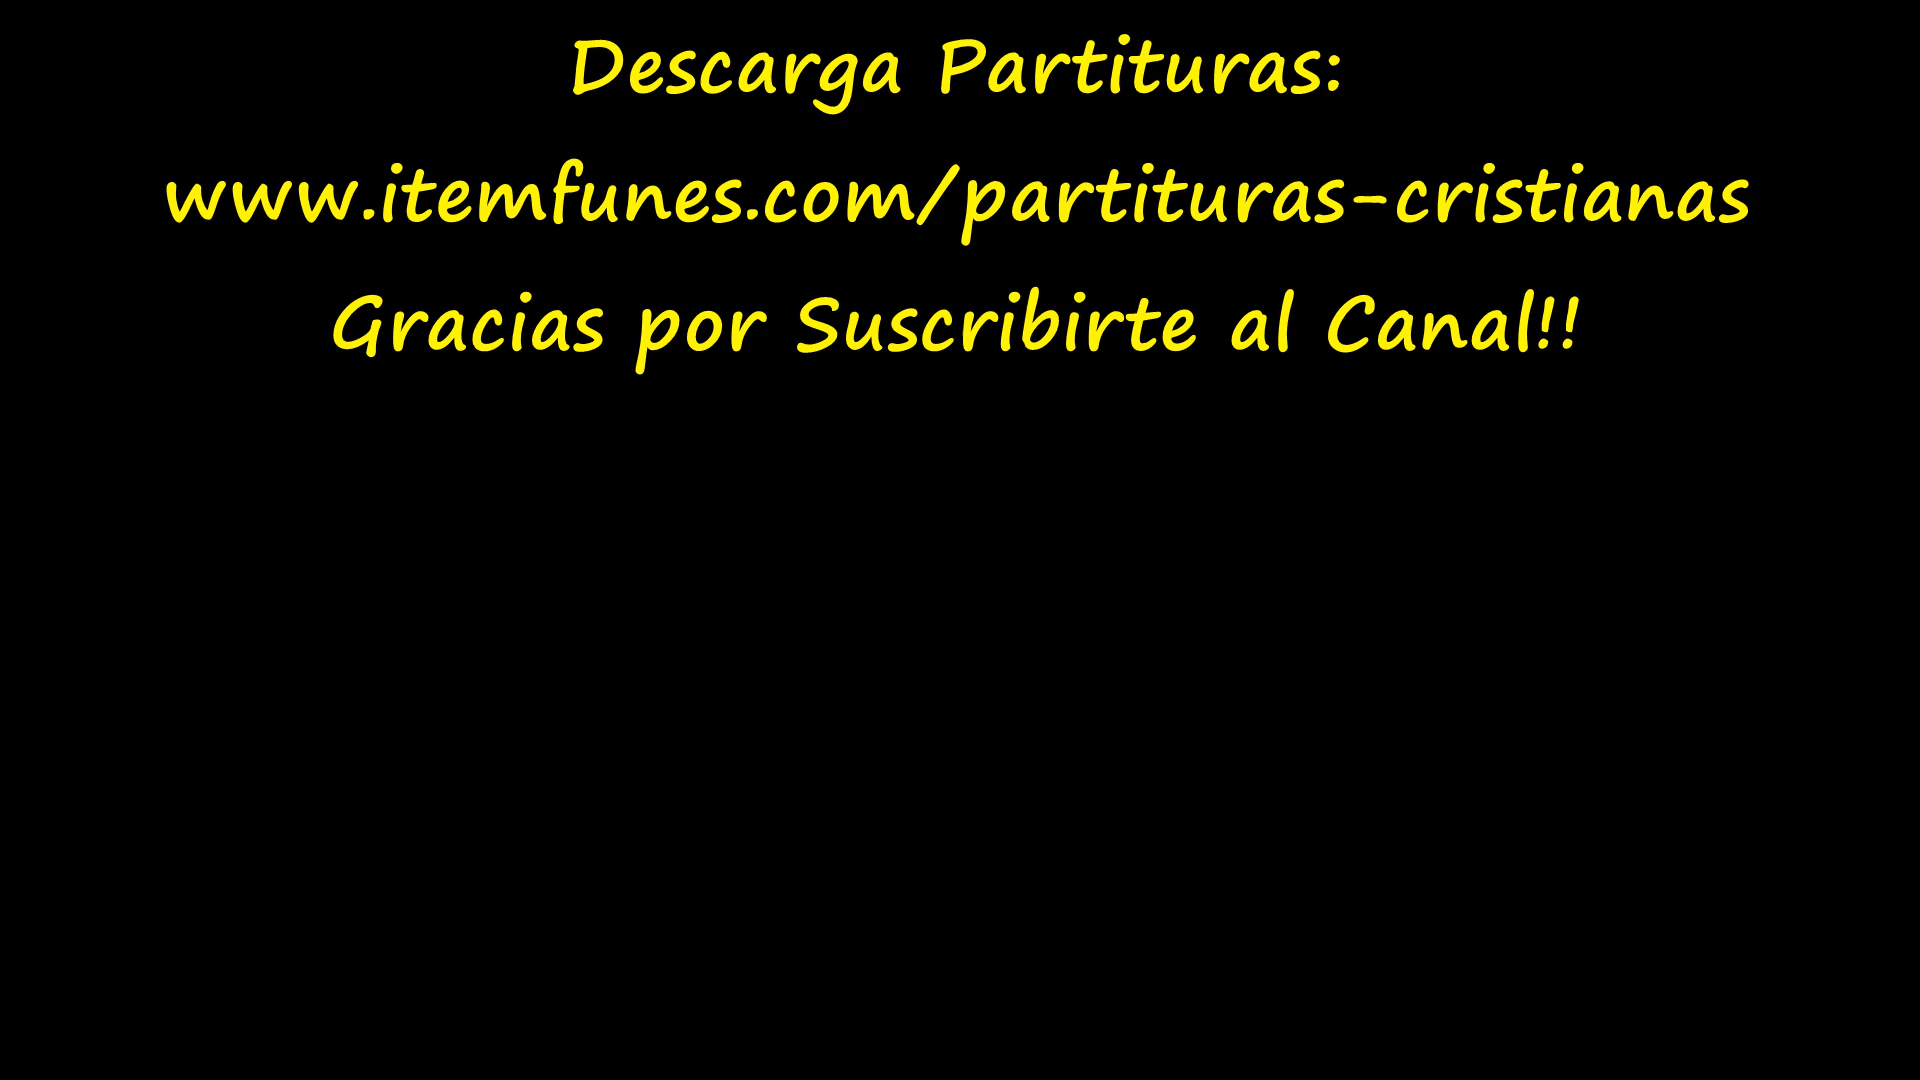 Descarga Partituras:
www.itemfunes.com/partituras-cristianas
Gracias por Suscribirte al Canal!!